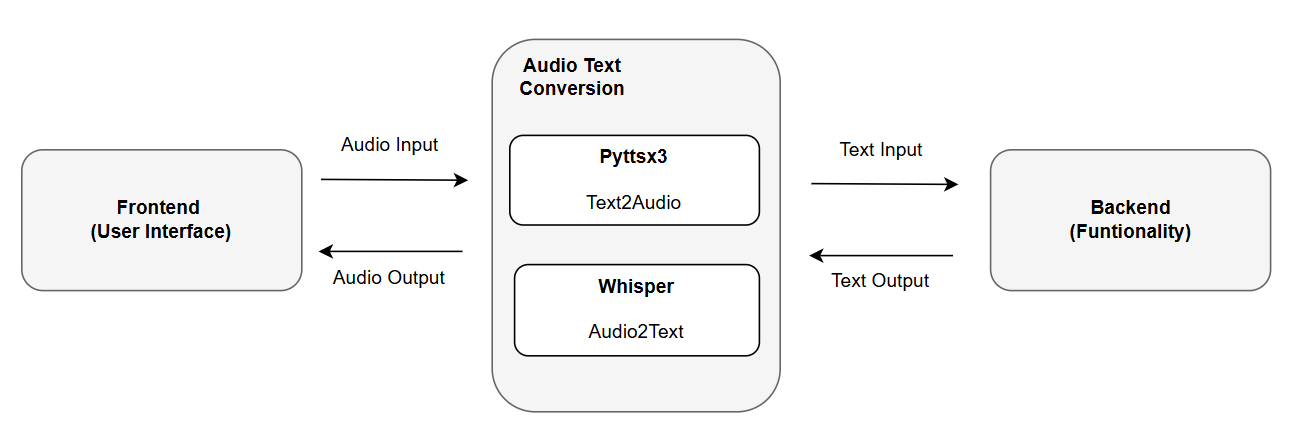 Audio Text
Conversion
Audio Input
Text Input
Pyttsx3
Text2Audio
Frontend
(User Interface)
Backend
(Funtionality)
Audio Output
Text Output
Whisper
Audio2Text